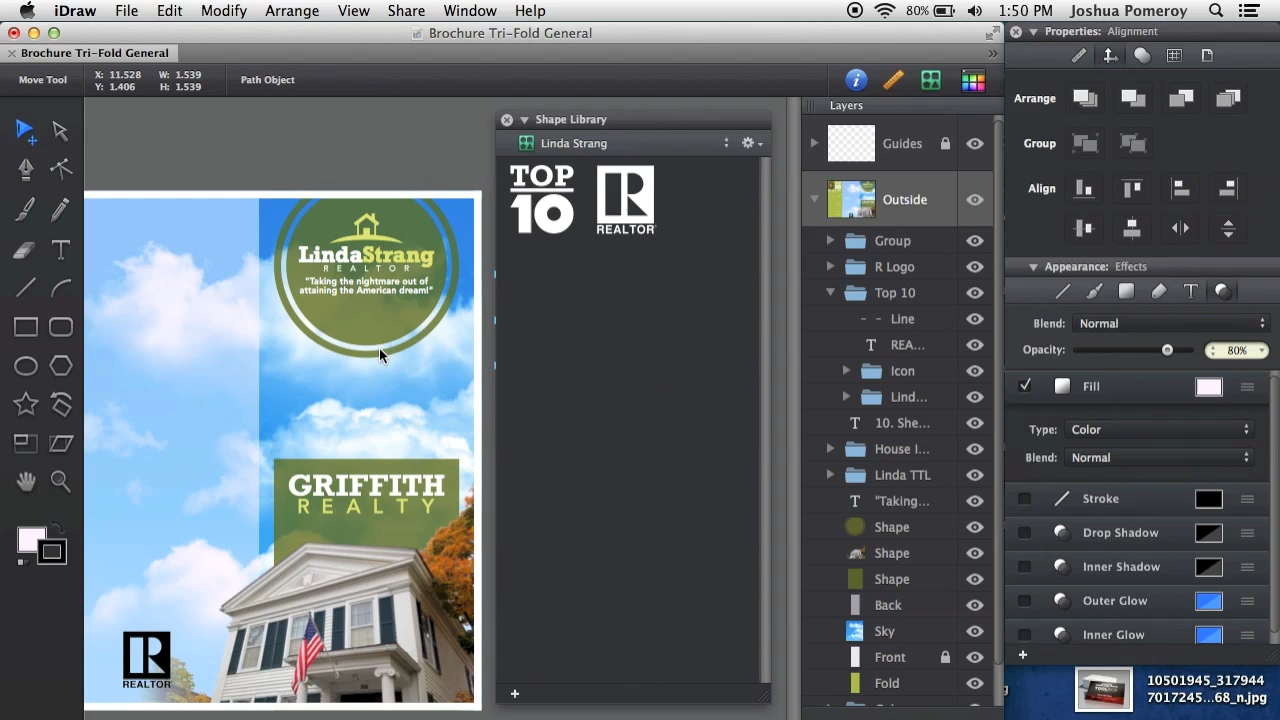 iDraw File Edit Modify Arrange View Share Window Help 80% 1:50 PM Joshua Pomeroy
Brochure Tri-Fold General
× Brochure Tri-Fold General
Move Tool X: 11.528 W: 1.539 Path Object
Y: 1.406 H: 1.539
LindaStrang
REALTOR
"Taking the nightmare out of
attaining the American dream!"
GRIFFITH
REALTY
R
REALTOR
Shape Library
Linda Strang
TOP
10
R
REALTOR
Layers
Guides
Outside
Group
R Logo
Top 10
Line
T REA...
Icon
Lind...
T 10. She...
House I...
Linda TTL
T "Taking...
Shape
Shape
Shape
Back
Sky
Front
Fold
Properties: Alignment
Arrange
Group
Align
Appearance: Effects
Blend: Normal
Opacity: 80%
Fill
Type: Color
Blend: Normal
Stroke
Drop Shadow
Inner Shadow
Outer Glow
Inner Glow
10501945_317944
7017245...68_n.jpg